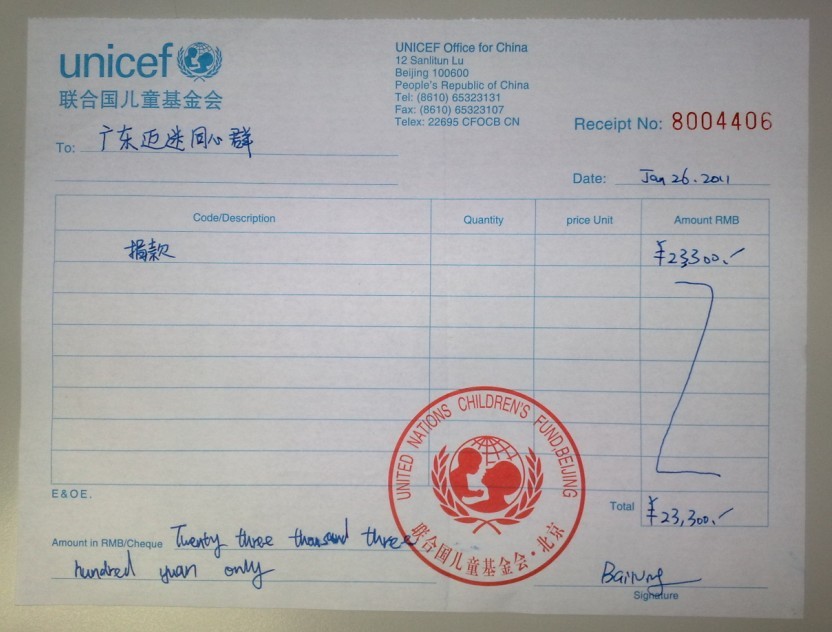 unicef
联合国儿童基金会
UNICEF Office for China
12 Sanlitun Lu
Beijing 100600
People's Republic of China
Tel: (8610) 65323131
Fax: (8610) 65323107
Telex: 22695 CFOCB CN
Receipt No: 8004406
To: 广东迈迷同心群
Date: Jan 26. 2011
Code/Description Quantity price Unit Amount RMB
捐款 ¥23,300.
UNITED NATIONS CHILDREN'S FUND,BEIJING
联合国儿童基金会·北京
E&OE.
Total ¥23,300.
Amount in RMB/Cheque Twenty three thousand three
hundred yuan only
Signature